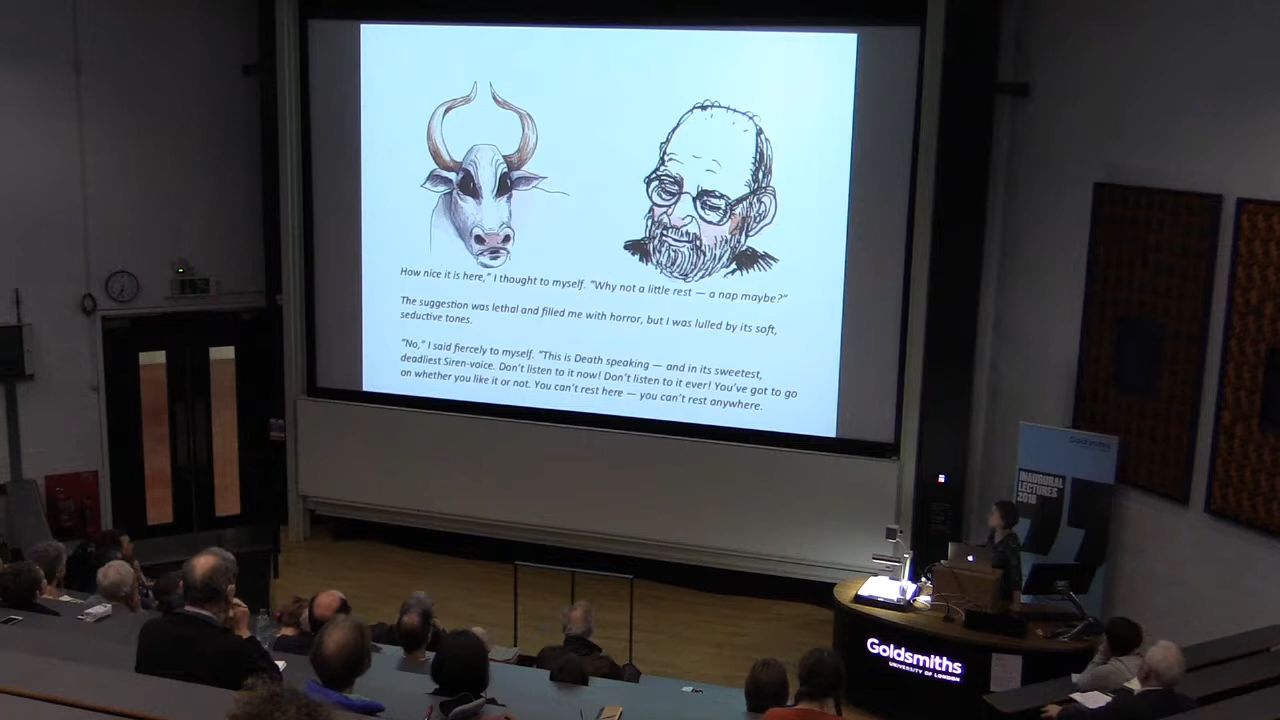 How nice it is here,” I thought to myself. “Why not a little rest — a nap maybe?”
The suggestion was lethal and filled me with horror, but I was lulled by its soft,
seductive tones.
“No,” I said fiercely to myself. “This is Death speaking — and in its sweetest,
deadliest Siren-voice. Don’t listen to it now! Don’t listen to it ever! You’ve got to go
on whether you like it or not. You can’t rest here — you can’t rest anywhere.
Goldsmiths
INAUGURAL
LECTURES
2018
Goldsmiths
UNIVERSITY OF LONDON